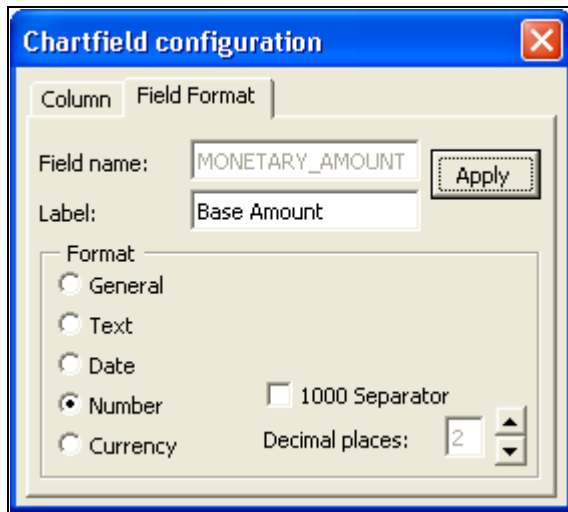 Chartfield configuration
Column Field Format
Field name: MONETARY_AMOUNT Apply
Label: Base Amount
Format
General
Text
Date
Number 1000 Separator
Currency Decimal places: 2